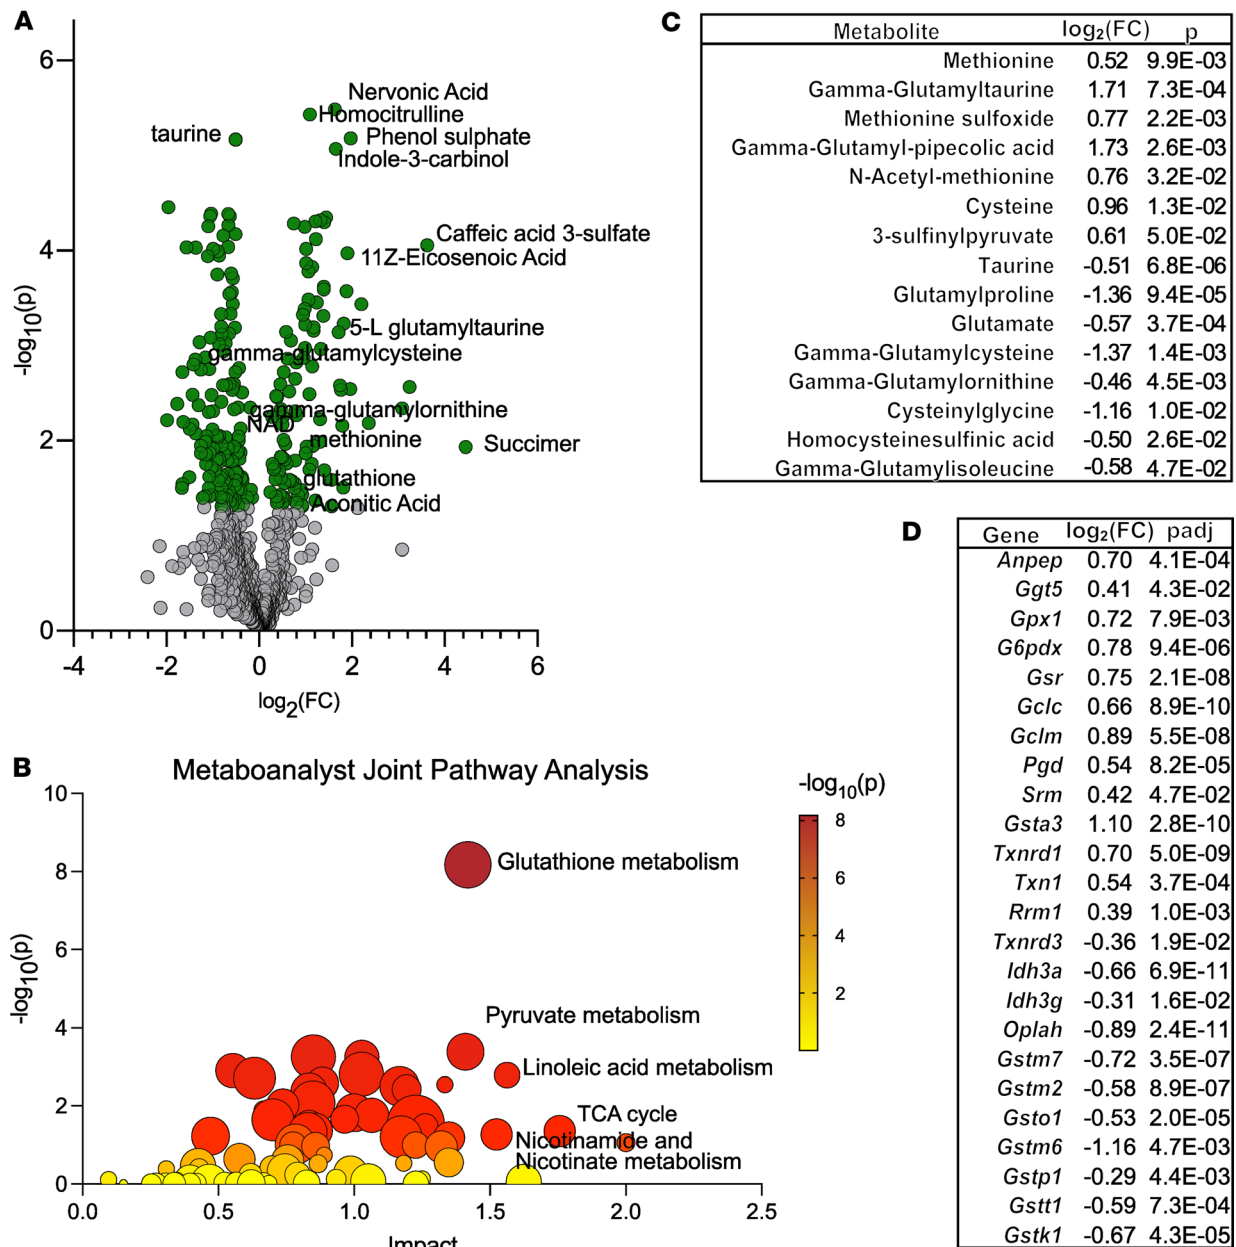 A
-log10(p)
6
4
2
0
-4 -2 0 2 4 6
log2(FC)
Nervonic Acid
Homocitrulline
taurine
Phenol sulphate
Indole-3-carbinol
Caffeic acid 3-sulfate
11Z-Eicosenoic Acid
5-L glutamyltaurine
gamma-glutamylcysteine
gamma-glutamylornithine
NAD
methionine
Succimer
glutathione
Aconitic Acid
B
Metaboanalyst Joint Pathway Analysis
-log10(p)
10
8
6
4
2
0
0.0 0.5 1.0 1.5 2.0 2.5
Impact
Glutathione metabolism
Pyruvate metabolism
Linoleic acid metabolism
TCA cycle
Nicotinamide and
Nicotinate metabolism
-log10(p)
8
6
4
2
C
Metabolite log2(FC) p
Methionine 0.52 9.9E-03
Gamma-Glutamyltaurine 1.71 7.3E-04
Methionine sulfoxide 0.77 2.2E-03
Gamma-Glutamyl-pipecolic acid 1.73 2.6E-03
N-Acetyl-methionine 0.76 3.2E-02
Cysteine 0.96 1.3E-02
3-sulfinylpyruvate 0.61 5.0E-02
Taurine -0.51 6.8E-06
Glutamylproline -1.36 9.4E-05
Glutamate -0.57 3.7E-04
Gamma-Glutamylcysteine -1.37 1.4E-03
Gamma-Glutamylornithine -0.46 4.5E-03
Cysteinylglycine -1.16 1.0E-02
Homocysteinesulfinic acid -0.50 2.6E-02
Gamma-Glutamylisoleucine -0.58 4.7E-02
D
Gene log2(FC) padj
Anpep 0.70 4.1E-04
Ggt5 0.41 4.3E-02
Gpx1 0.72 7.9E-03
G6pdx 0.78 9.4E-06
Gsr 0.75 2.1E-08
Gclc 0.66 8.9E-10
Gclm 0.89 5.5E-08
Pgd 0.54 8.2E-05
Srm 0.42 4.7E-02
Gsta3 1.10 2.8E-10
Txnrd1 0.70 5.0E-09
Txn1 0.54 3.7E-04
Rrm1 0.39 1.0E-03
Txnrd3 -0.36 1.9E-02
Idh3a -0.66 6.9E-11
Idh3g -0.31 1.6E-02
Oplah -0.89 2.4E-11
Gstm7 -0.72 3.5E-07
Gstm2 -0.58 8.9E-07
Gsto1 -0.53 2.0E-05
Gstm6 -1.16 4.7E-03
Gstp1 -0.29 4.4E-03
Gstt1 -0.59 7.3E-04
Gstk1 -0.67 4.3E-05